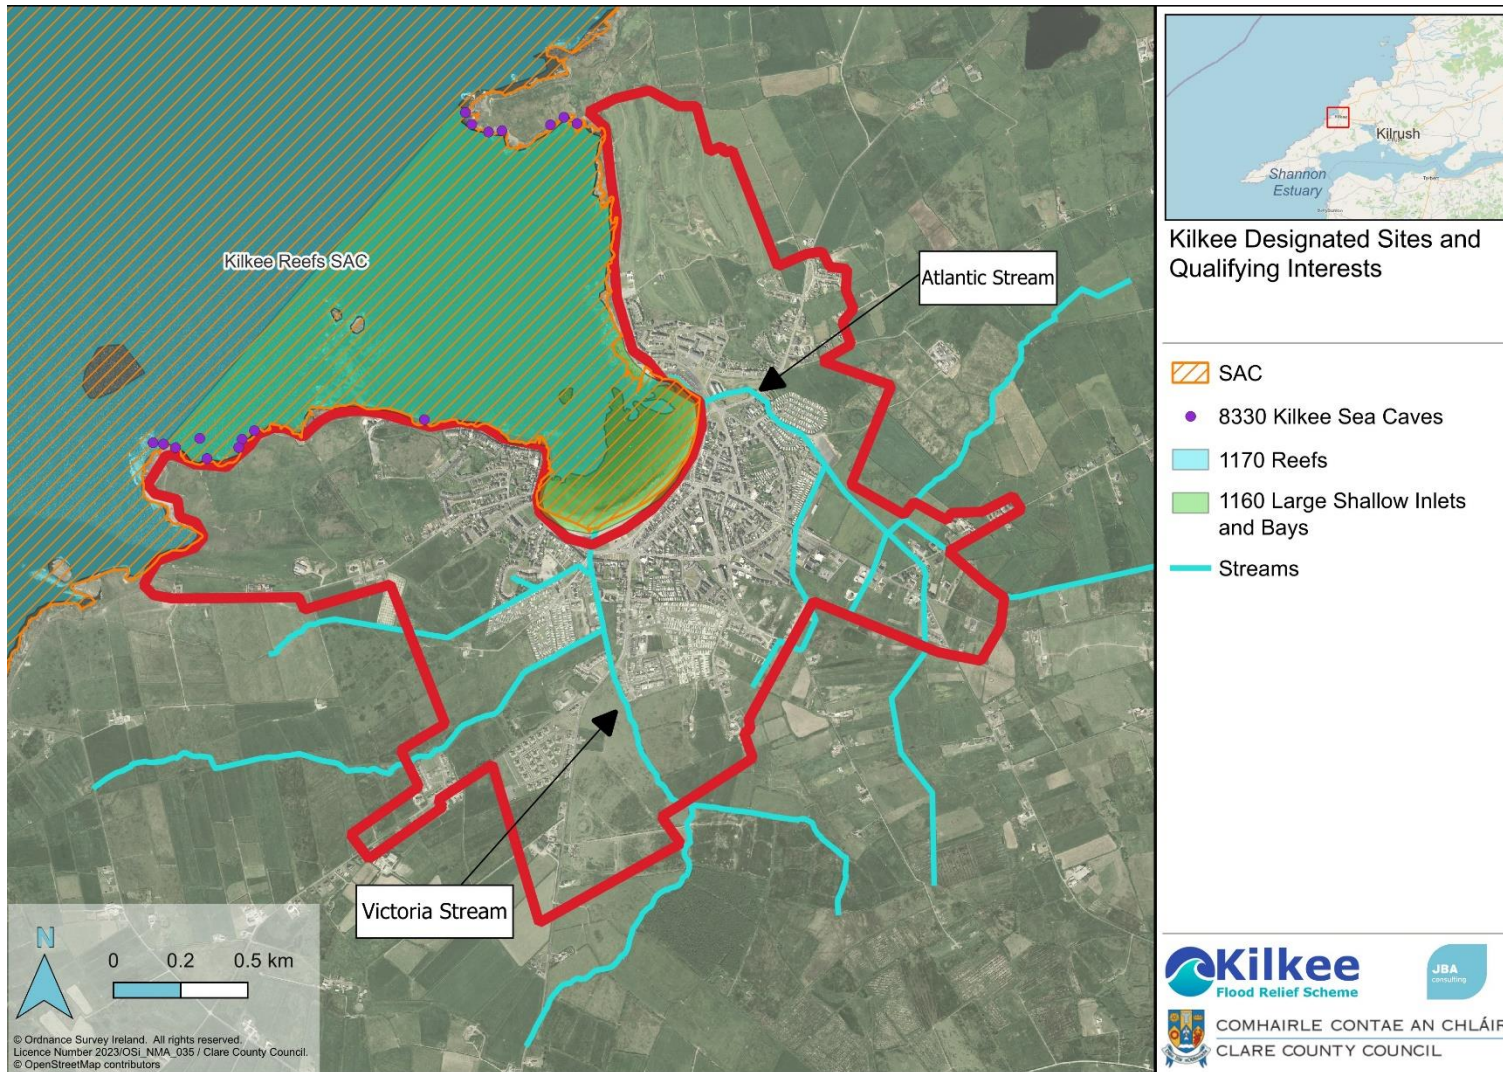 Kilkee Reefs SAC
Atlantic Stream
Victoria Stream
N
0 0.2 0.5 km
© Ordnance Survey Ireland. All rights reserved.
Licence Number 2023/OSi_NMA_035 / Clare County Council.
© OpenStreetMap contributors
Kilrush
Shannon
Estuary
Kilkee Designated Sites and
Qualifying Interests
SAC
8330 Kilkee Sea Caves
1170 Reefs
1160 Large Shallow Inlets
and Bays
Streams
Kilkee
Flood Relief Scheme
JBA
consulting
COMHAIRLE CONTAE AN CHLÁIR
CLARE COUNTY COUNCIL